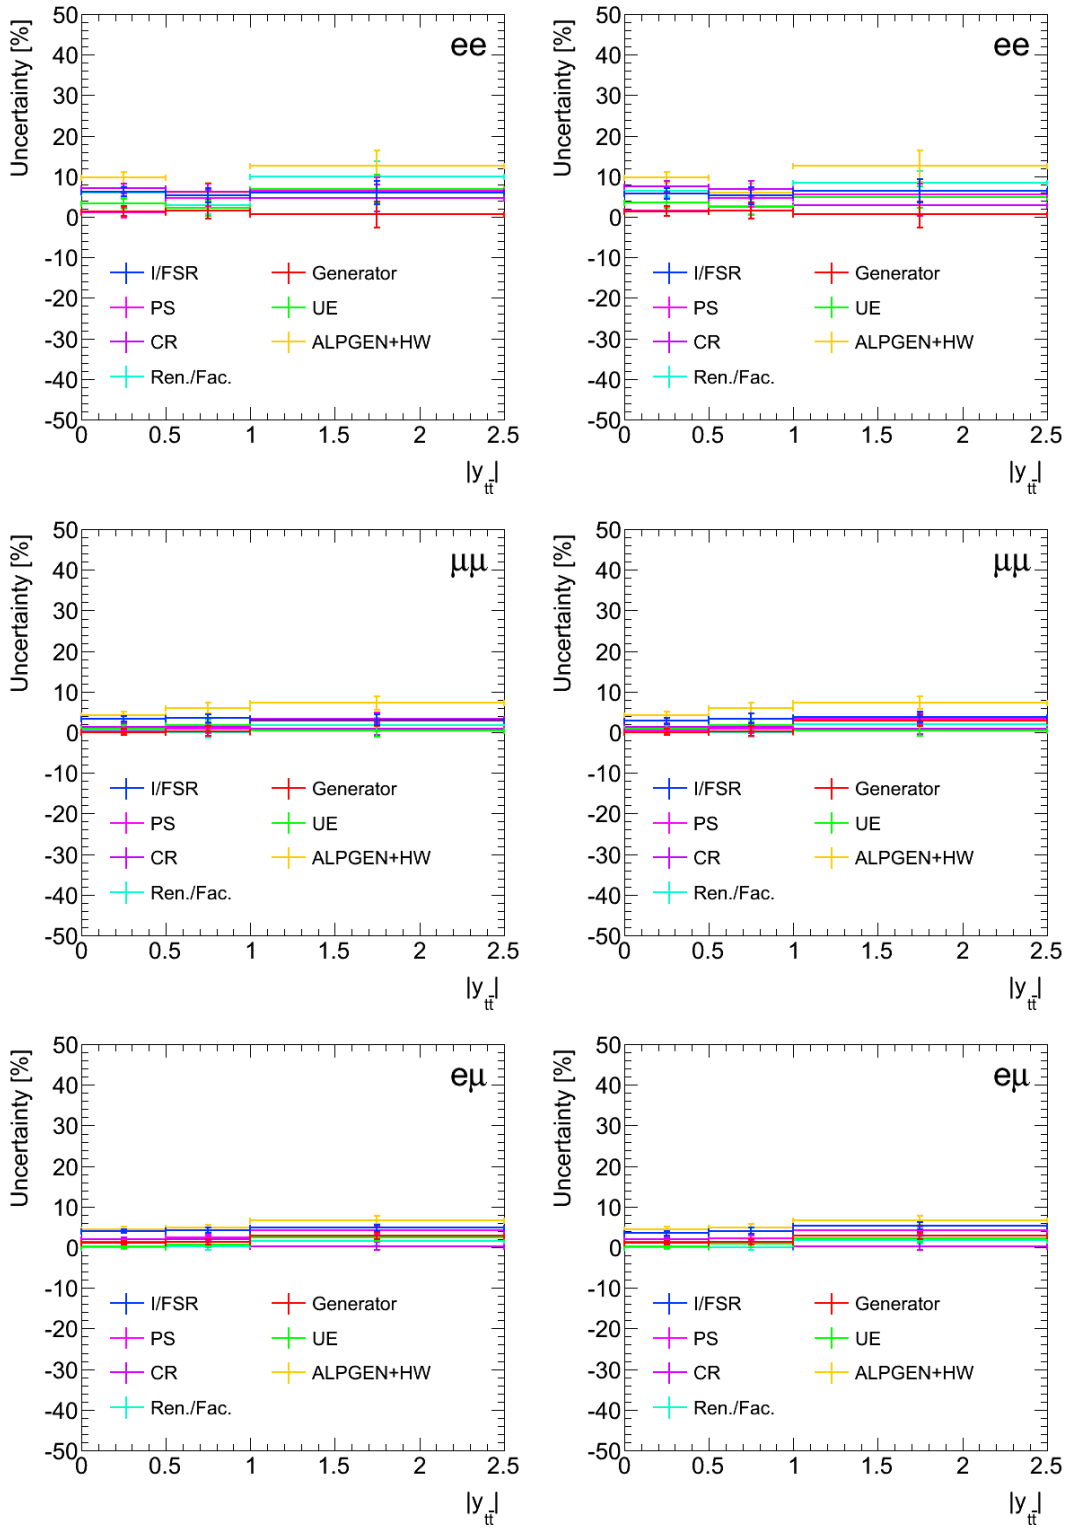 Uncertainty [%]
50
40
30
20
10
0
-10
-20
-30
-40
-50
ee
I/FSR
Generator
PS
UE
CR
ALPGEN+HW
Ren./Fac.
0 0.5 1 1.5 2 2.5
|y_tt̄|
Uncertainty [%]
50
40
30
20
10
0
-10
-20
-30
-40
-50
ee
I/FSR
Generator
PS
UE
CR
ALPGEN+HW
Ren./Fac.
0 0.5 1 1.5 2 2.5
|y_tt̄|
Uncertainty [%]
50
40
30
20
10
0
-10
-20
-30
-40
-50
μμ
I/FSR
Generator
PS
UE
CR
ALPGEN+HW
Ren./Fac.
0 0.5 1 1.5 2 2.5
|y_tt̄|
Uncertainty [%]
50
40
30
20
10
0
-10
-20
-30
-40
-50
μμ
I/FSR
Generator
PS
UE
CR
ALPGEN+HW
Ren./Fac.
0 0.5 1 1.5 2 2.5
|y_tt̄|
Uncertainty [%]
50
40
30
20
10
0
-10
-20
-30
-40
-50
eμ
I/FSR
Generator
PS
UE
CR
ALPGEN+HW
Ren./Fac.
0 0.5 1 1.5 2 2.5
|y_tt̄|
Uncertainty [%]
50
40
30
20
10
0
-10
-20
-30
-40
-50
eμ
I/FSR
Generator
PS
UE
CR
ALPGEN+HW
Ren./Fac.
0 0.5 1 1.5 2 2.5
|y_tt̄|